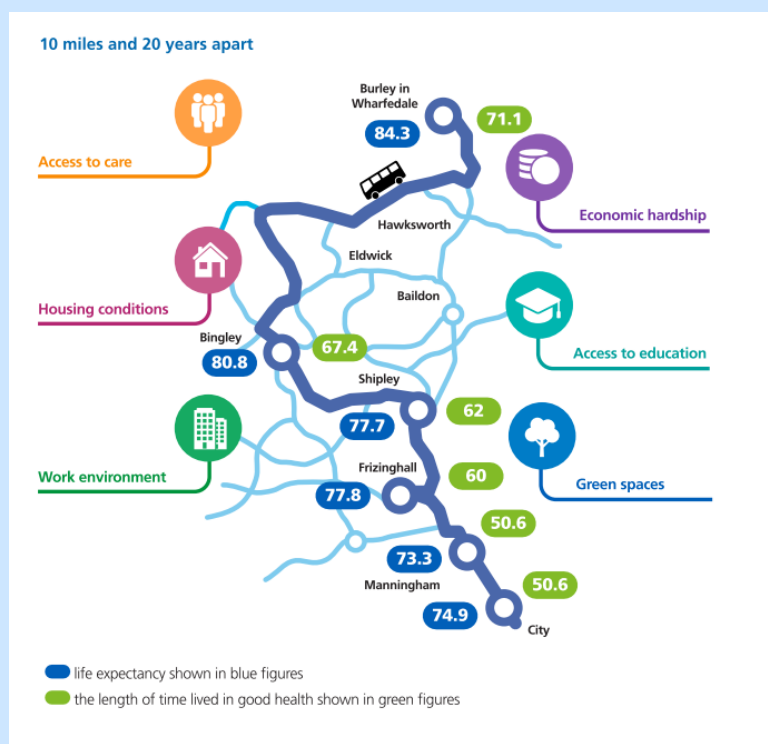 10 miles and 20 years apart
Burley in
Wharfedale
71.1
84.3
Access to care
Economic hardship
Hawksworth
Eldwick
Baildon
Housing conditions
Bingley
67.4
80.8
Access to education
Shipley
62
77.7
Frizinghall
60
Work environment
Green spaces
77.8
50.6
73.3
Manningham
50.6
74.9
City
life expectancy shown in blue figures
the length of time lived in good health shown in green figures